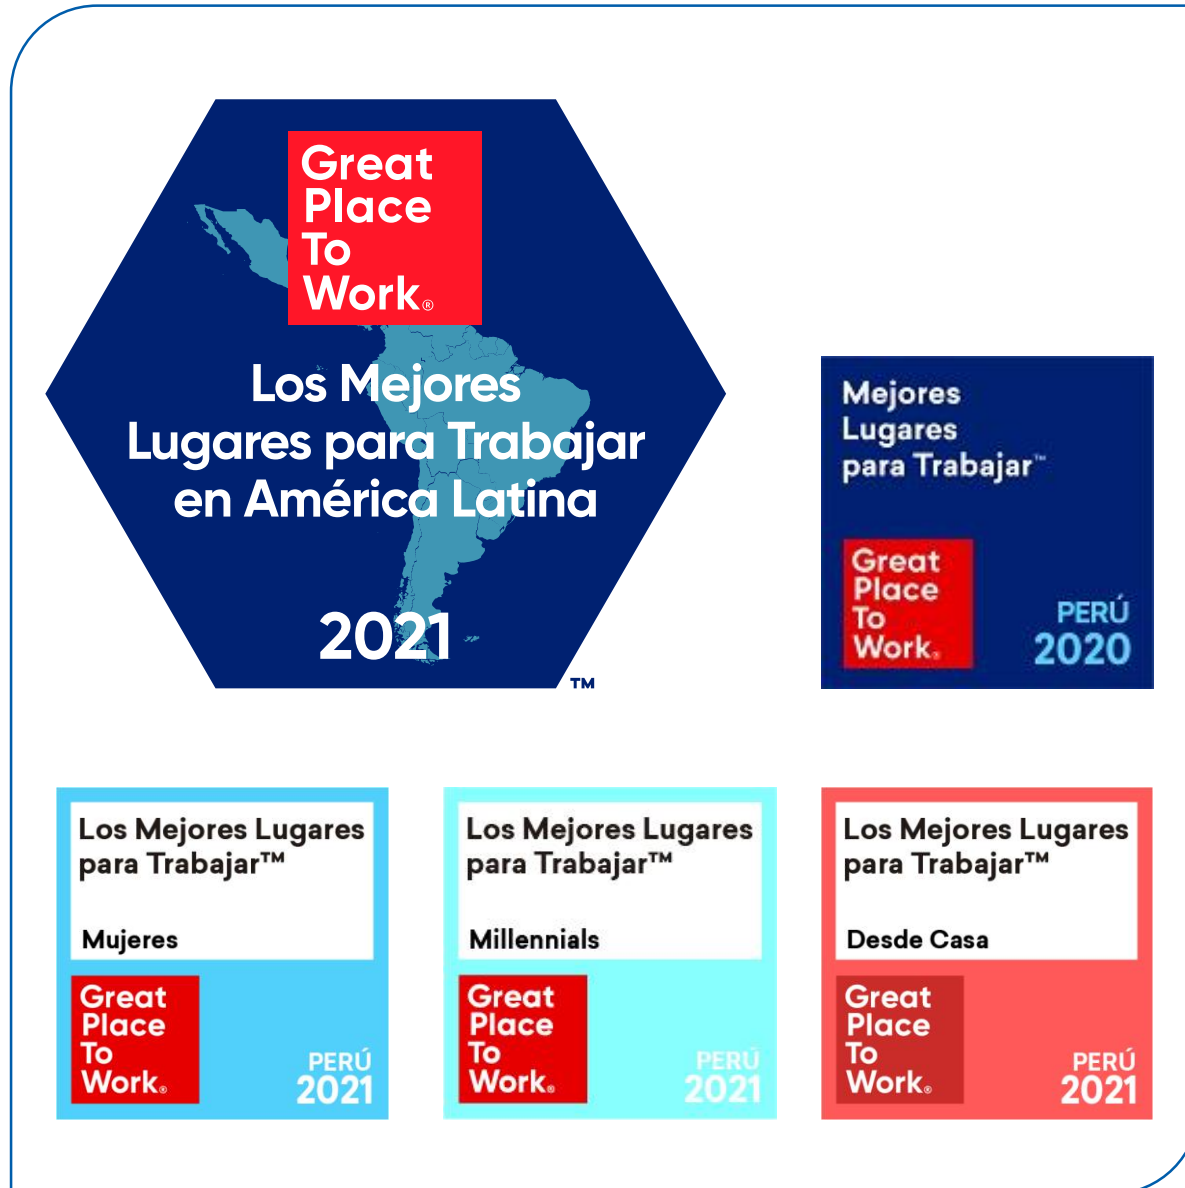 Great
Place
To
Work®
Los Mejores
Lugares para Trabajar
en América Latina
2021
TM
Mejores
Lugares
para Trabajar™
Great
Place
To
Work®
PERÚ
2020
Los Mejores Lugares
para Trabajar™
Mujeres
Great
Place
To
Work®
PERÚ
2021
Los Mejores Lugares
para Trabajar™
Millennials
Great
Place
To
Work®
PERÚ
2021
Los Mejores Lugares
para Trabajar™
Desde Casa
Great
Place
To
Work®
PERÚ
2021